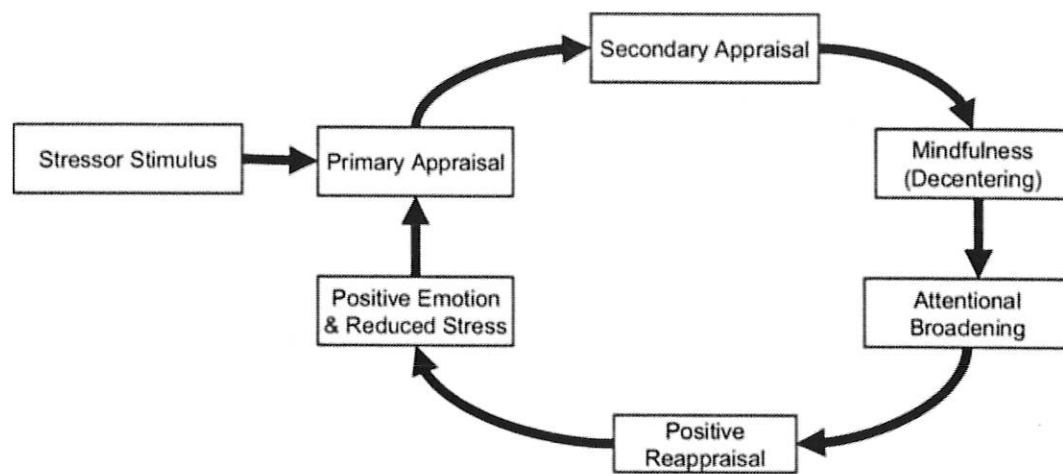 Secondary Appraisal
Stressor Stimulus
Primary Appraisal
Mindfulness
(Decentering)
Positive Emotion
& Reduced Stress
Attentional
Broadening
Positive
Reappraisal